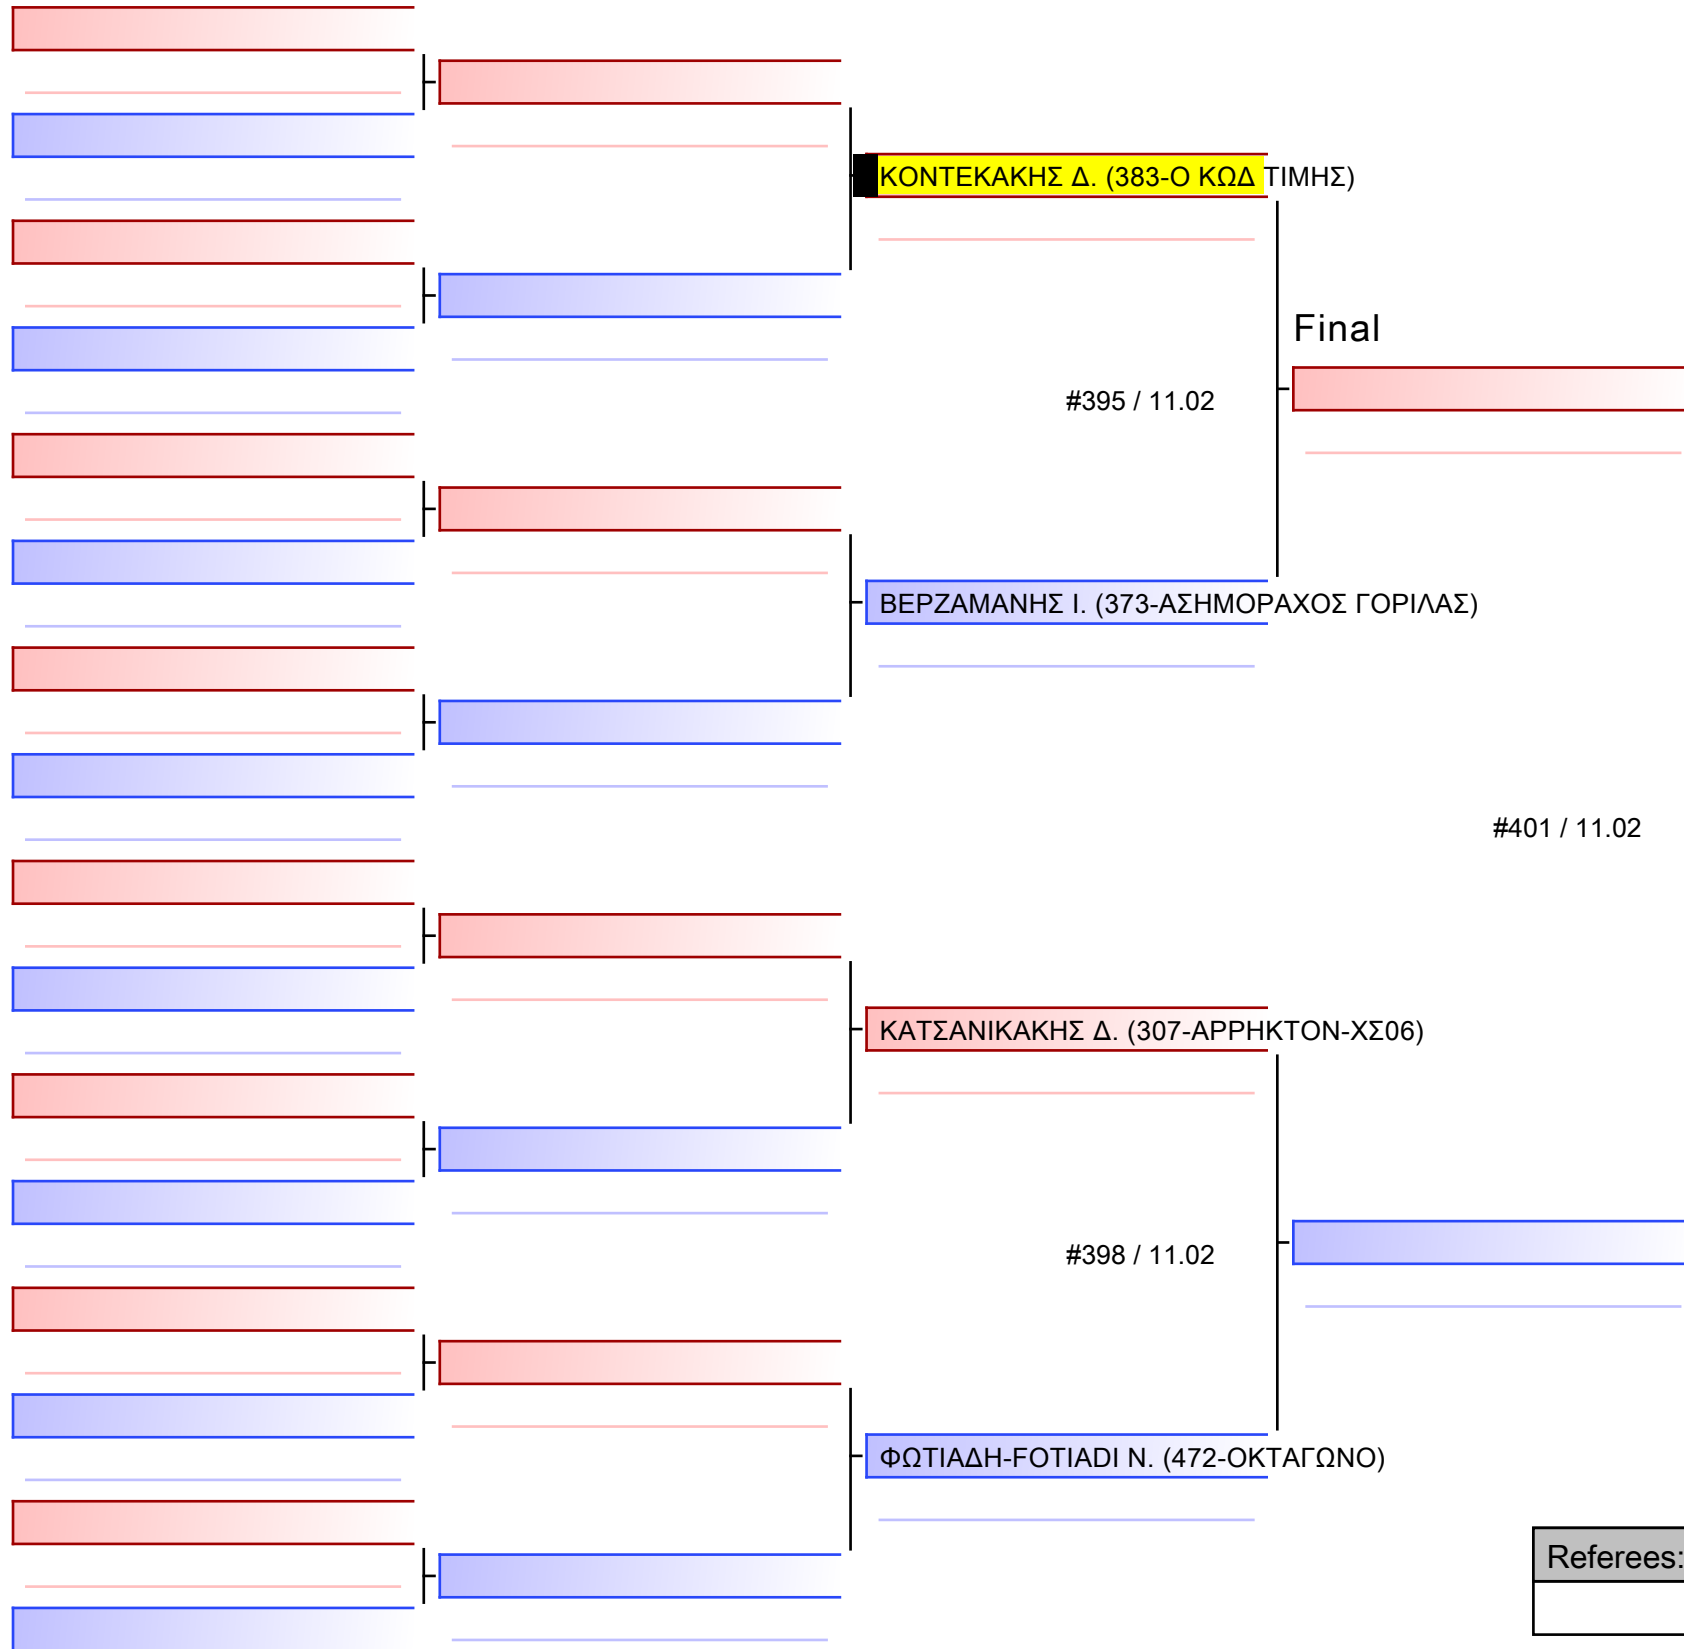 ΚΟΝΤΕΚΑΚΗΣ Δ. (383-Ο ΚΩΔ ΤΙΜΗΣ)
Final
#395 / 11.02
ΒΕΡΖΑΜΑΝΗΣ Ι. (373-ΑΣΗΜΟΡΑΧΟΣ ΓΟΡΙΛΑΣ)
#401 / 11.02
ΚΑΤΣΑΝΙΚΑΚΗΣ Δ. (307-ΑΡΡΗΚΤΟΝ-ΧΣ06)
#398 / 11.02
ΦΩΤΙΑΔΗ-FOTIADI Ν. (472-ΟΚΤΑΓΩΝΟ)
Referees: